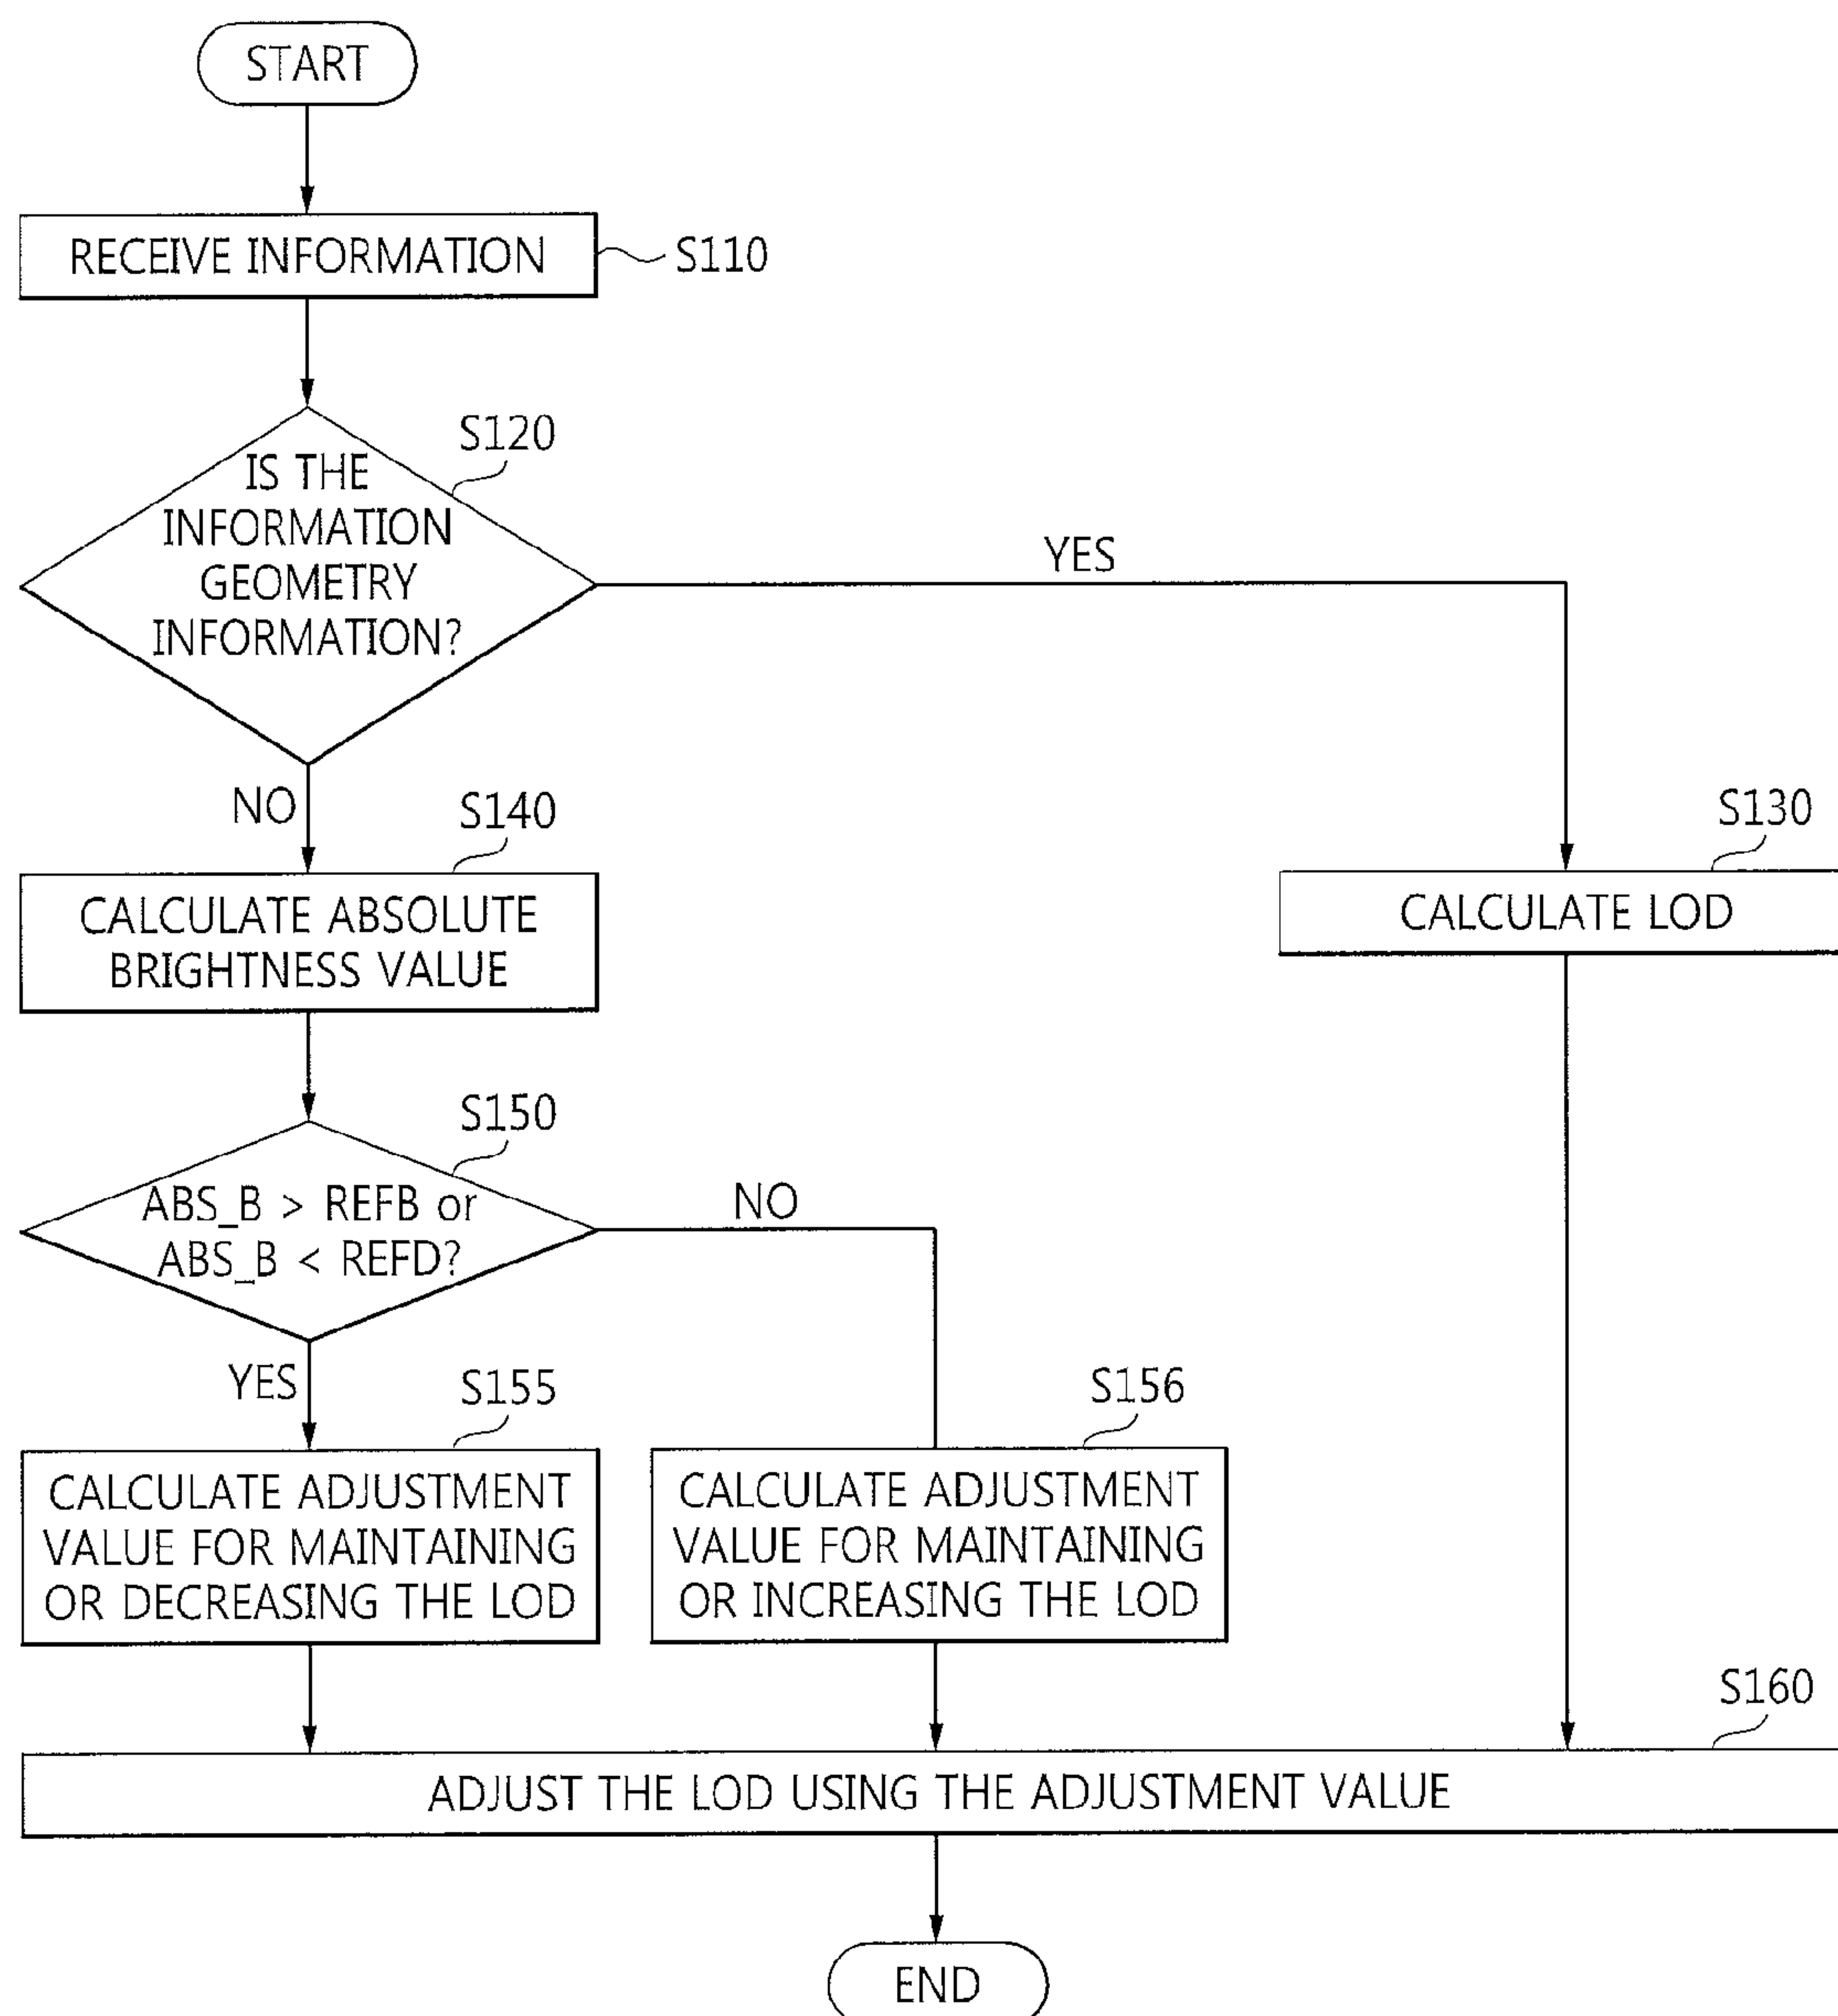 START
RECEIVE INFORMATION
S110
S120
IS THE
INFORMATION
GEOMETRY
INFORMATION?
YES
NO
S140
S130
CALCULATE ABSOLUTE
BRIGHTNESS VALUE
CALCULATE LOD
S150
ABS_B > REFB or
ABS_B < REFD?
NO
YES
S155
S156
CALCULATE ADJUSTMENT
VALUE FOR MAINTAINING
OR DECREASING THE LOD
CALCULATE ADJUSTMENT
VALUE FOR MAINTAINING
OR INCREASING THE LOD
S160
ADJUST THE LOD USING THE ADJUSTMENT VALUE
END